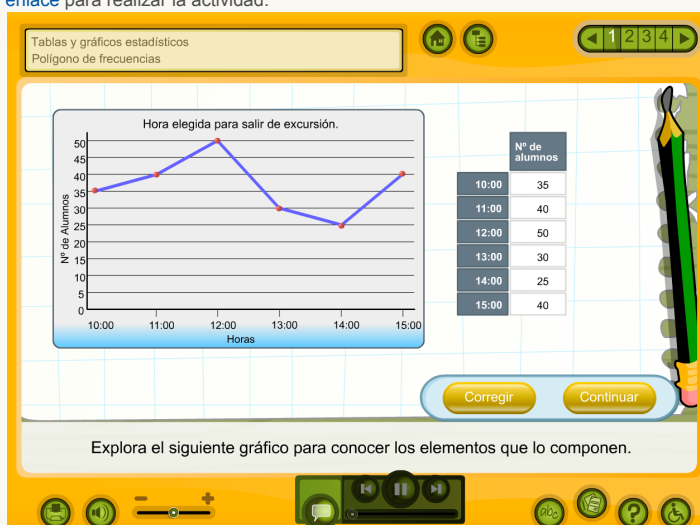 enlace para realizar la actividad.
Tablas y gráficos estadísticos
Polígono de frecuencias
1 2 3 4
Hora elegida para salir de excursión.
Nº de Alumnos
50
45
40
35
30
25
20
15
10
5
0
10:00 11:00 12:00 13:00 14:00 15:00
Horas
Nº de
alumnos
10:00 35
11:00 40
12:00 50
13:00 30
14:00 25
15:00 40
Corregir Continuar
Explora el siguiente gráfico para conocer los elementos que lo componen.
abc ?